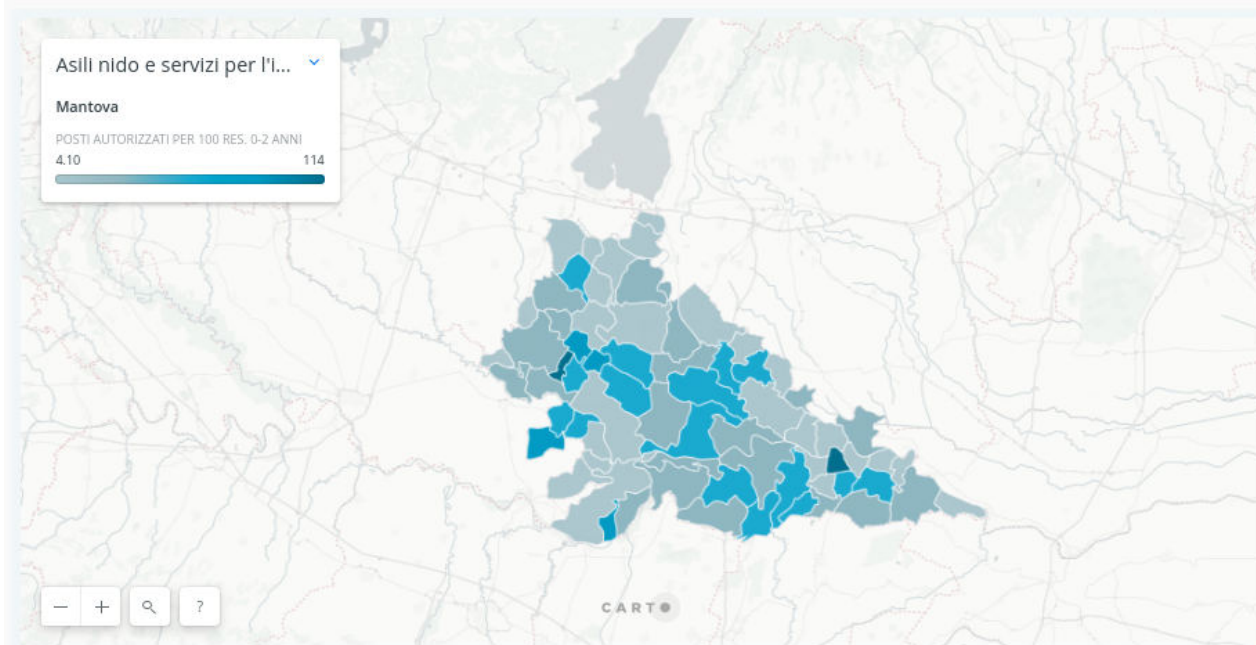 Asili nido e servizi per l'i...
Mantova
POSTI AUTORIZZATI PER 100 RES. 0-2 ANNI
4.10 114
− + ?
CARTO